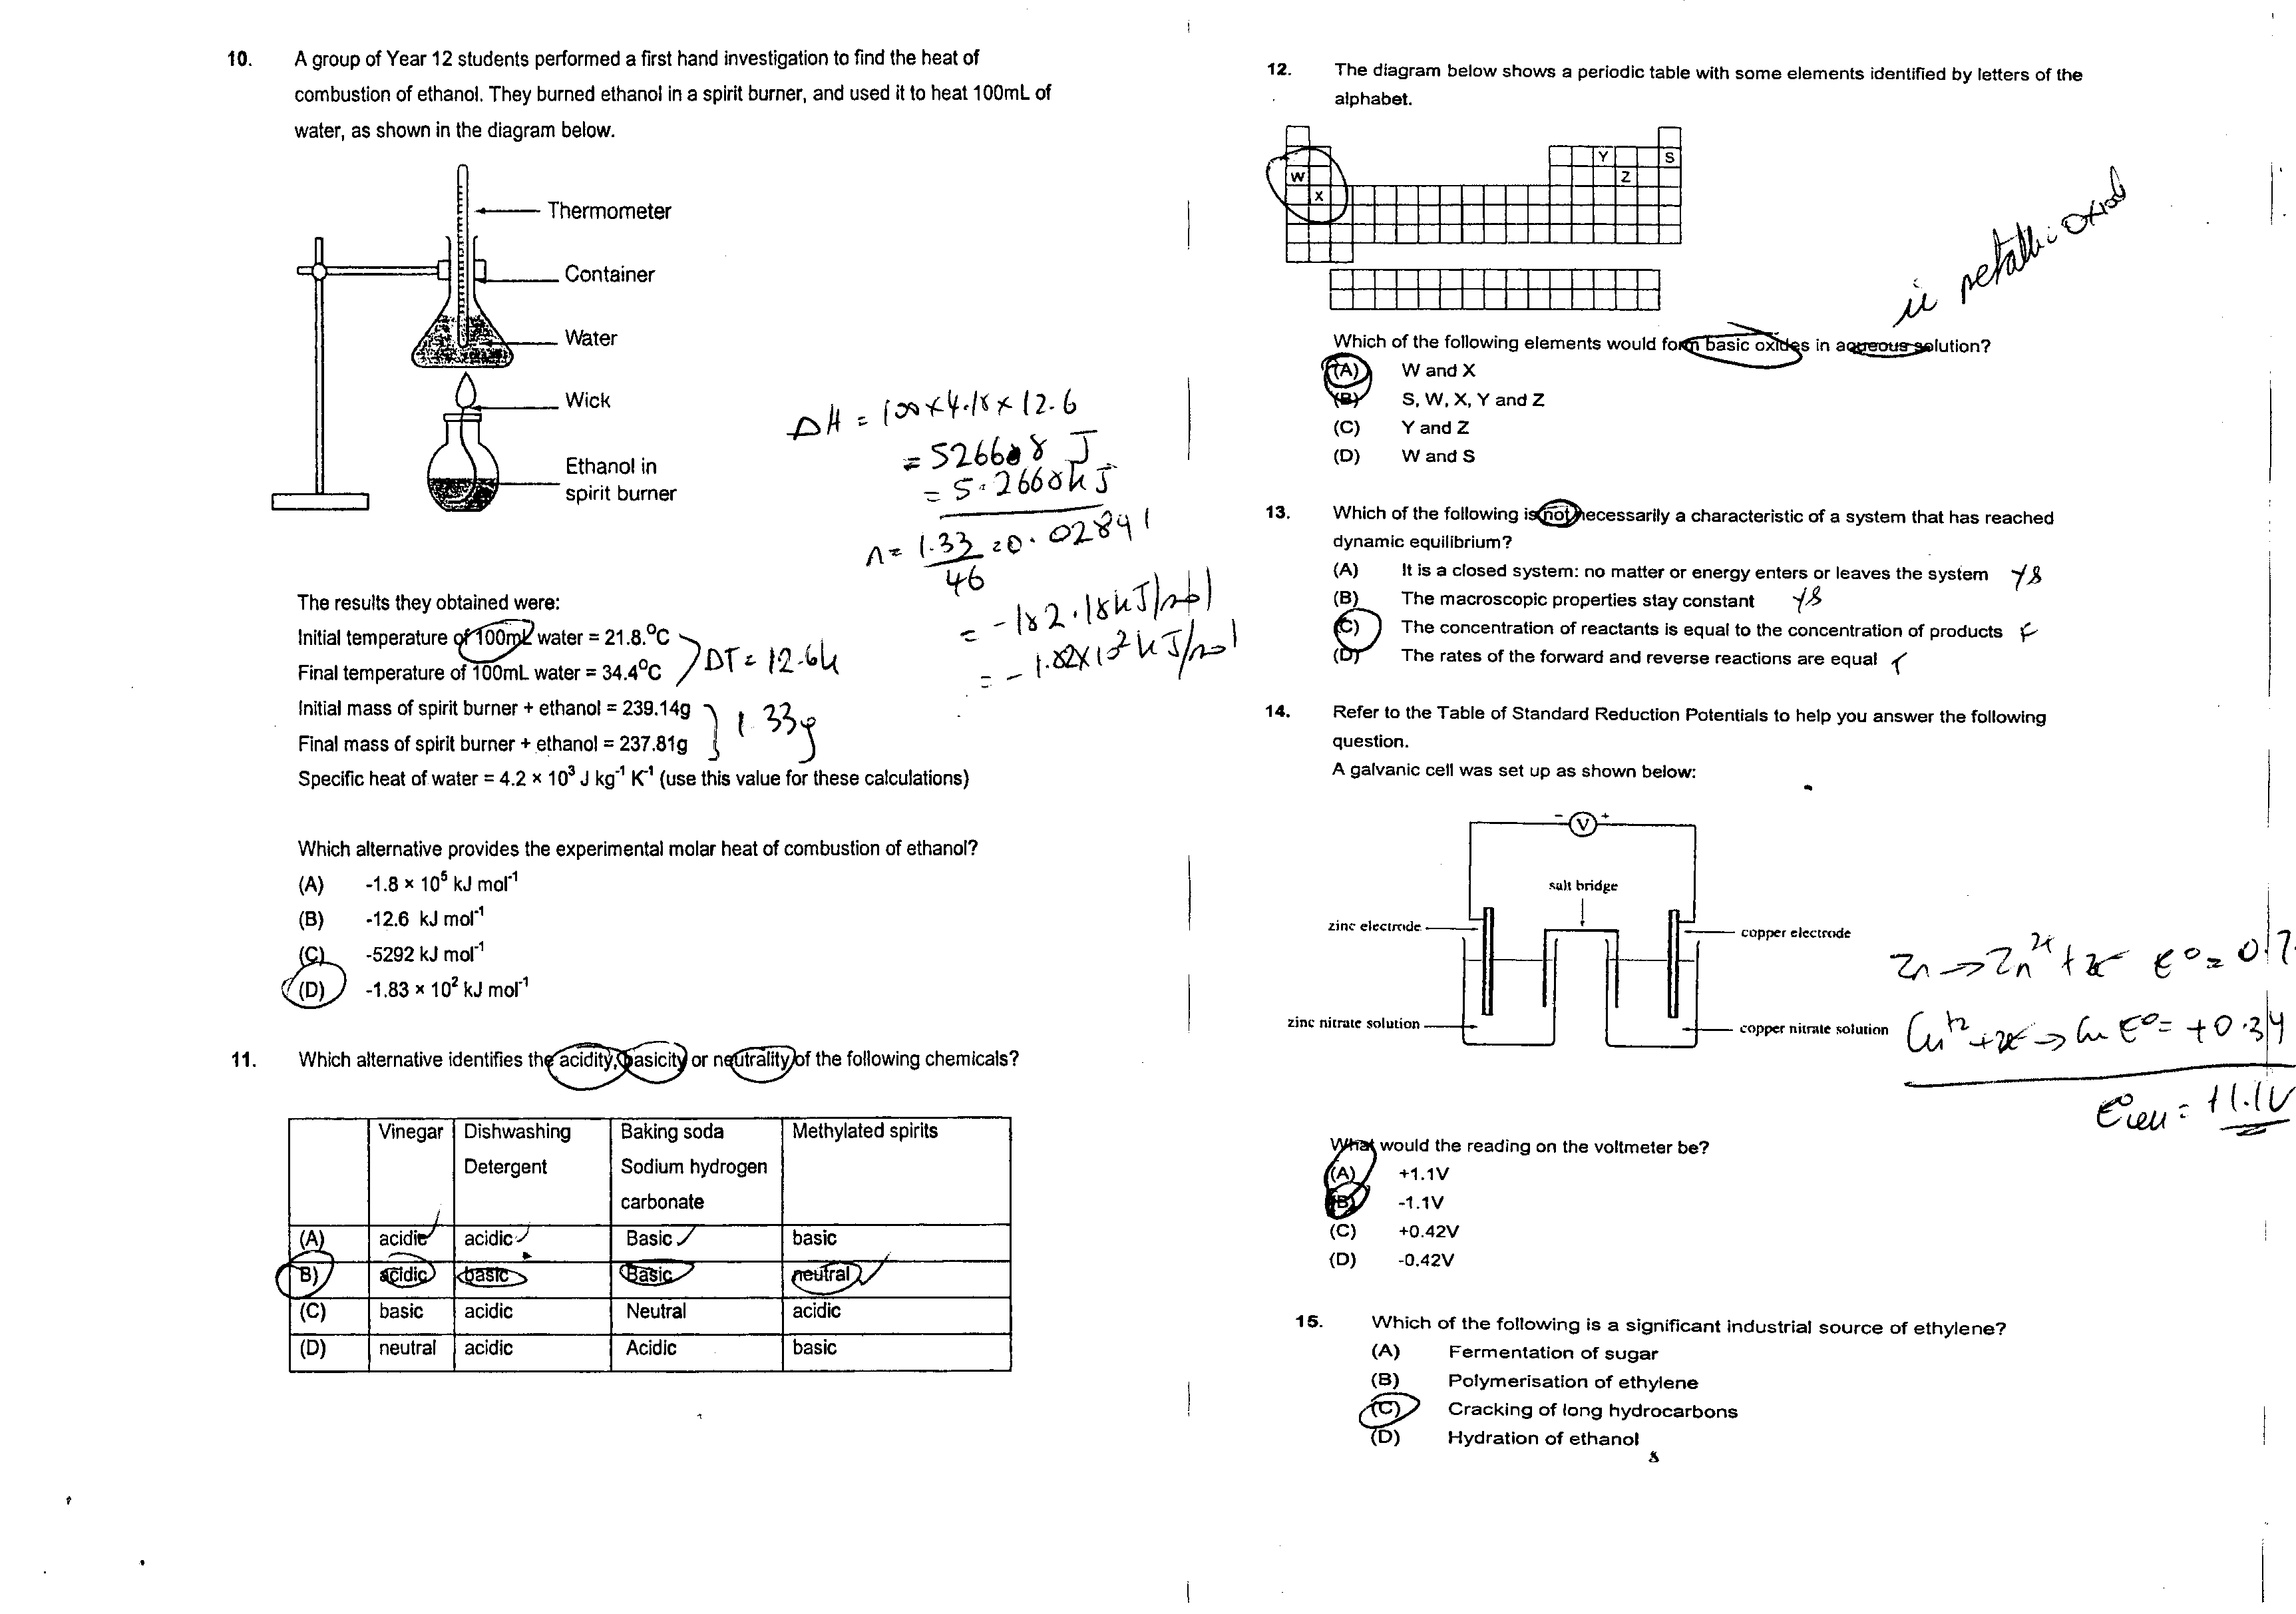 10. A group of Year 12 students performed a first hand investigation to find the heat of
combustion of ethanol. They burned ethanol in a spirit burner, and used it to heat 100mL of
water, as shown in the diagram below.
Thermometer
Container
Water
Wick
Ethanol in
spirit burner
ΔH = 100 × 4.18 × 12.6
= 526608 J
= 5.2668kJ
n = 1.33 = 0.02891
46
= -182.18kJ/mol
= -1.82×10² kJ/mol
The results they obtained were:
Initial temperature of 100mL water = 21.8.⁰C
Final temperature of 100mL water = 34.4⁰C
DT = 12.6k
Initial mass of spirit burner + ethanol = 239.14g
Final mass of spirit burner + ethanol = 237.81g
1.33g
Specific heat of water = 4.2 × 10³ J kg⁻¹ K⁻¹ (use this value for these calculations)
Which alternative provides the experimental molar heat of combustion of ethanol?
(A) -1.8 × 10⁵ kJ mol⁻¹
(B) -12.6 kJ mol⁻¹
(C) -5292 kJ mol⁻¹
(D) -1.83 × 10² kJ mol⁻¹
11. Which alternative identifies the acidity, basicity or neutrality of the following chemicals?
Vinegar Dishwashing Detergent Baking soda Sodium hydrogen carbonate Methylated spirits
(A) acidic acidic Basic basic
(B) acidic basic Basic neutral
(C) basic acidic Neutral acidic
(D) neutral acidic Acidic basic
12. The diagram below shows a periodic table with some elements identified by letters of the
alphabet.
Y S
W Z
X
ie metallic oxid
Which of the following elements would form basic oxides in aqueous solution?
(A) W and X
(B) S, W, X, Y and Z
(C) Y and Z
(D) W and S
13. Which of the following is not necessarily a characteristic of a system that has reached
dynamic equilibrium?
(A) It is a closed system: no matter or energy enters or leaves the system
(B) The macroscopic properties stay constant
(C) The concentration of reactants is equal to the concentration of products F
(D) The rates of the forward and reverse reactions are equal
14. Refer to the Table of Standard Reduction Potentials to help you answer the following
question.
A galvanic cell was set up as shown below:
- V +
salt bridge
zinc electrode
copper electrode
zinc nitrate solution
copper nitrate solution
Zn → Zn²⁺ + 2e⁻ E⁰ = 0.7
Cu⁺² + 2e → Cu E⁰ = +0.34
E⁰cell = +1.1V
What would the reading on the voltmeter be?
(A) +1.1V
(B) -1.1V
(C) +0.42V
(D) -0.42V
15. Which of the following is a significant industrial source of ethylene?
(A) Fermentation of sugar
(B) Polymerisation of ethylene
(C) Cracking of long hydrocarbons
(D) Hydration of ethanol
8